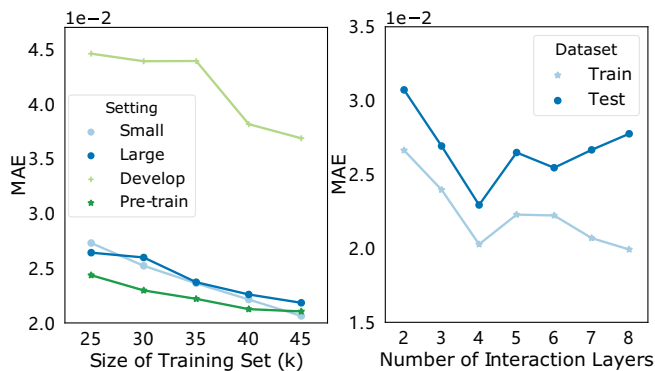 1e−2
MAE
4.5
4.0
3.5
3.0
2.5
2.0
Setting
Small
Large
Develop
Pre-train
25 30 35 40 45
Size of Training Set (k)
1e−2
MAE
3.5
3.0
2.5
2.0
1.5
Dataset
Train
Test
2 3 4 5 6 7 8
Number of Interaction Layers